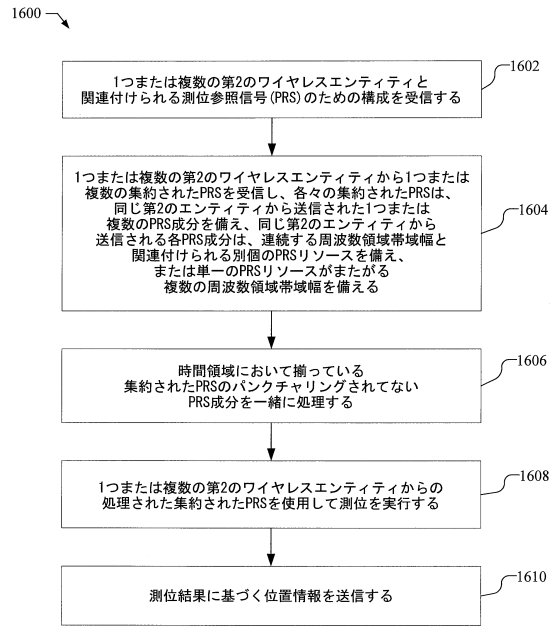 1600
1つまたは複数の第2のワイヤレスエンティティと
関連付けられる測位参照信号(PRS)のための構成を受信する
1602
1つまたは複数の第2のワイヤレスエンティティから1つまたは
複数の集約されたPRSを受信し、各々の集約されたPRSは、
同じ第2のエンティティから送信された1つまたは
複数のPRS成分を備え、同じ第2のエンティティから
送信される各PRS成分は、連続する周波数領域帯域幅と
関連付けられる別個のPRSリソースを備え、
または単一のPRSリソースがまたがる
複数の周波数領域帯域幅を備える
1604
時間領域において揃っている
集約されたPRSのパンクチャリングされてない
PRS成分を一緒に処理する
1606
1つまたは複数の第2のワイヤレスエンティティからの
処理された集約されたPRSを使用して測位を実行する
1608
測位結果に基づく位置情報を送信する
1610